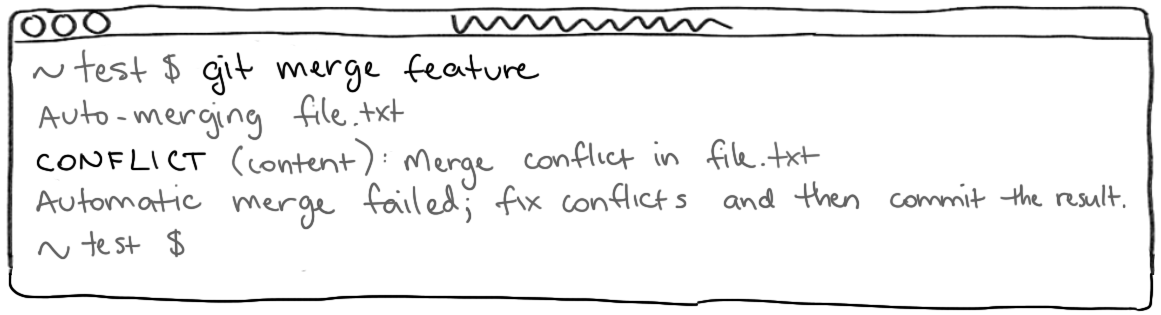 ~ test $ git merge feature
Auto-merging file.txt
CONFLICT (content): Merge conflict in file.txt
Automatic merge failed; fix conflicts and then commit the result.
~ test $